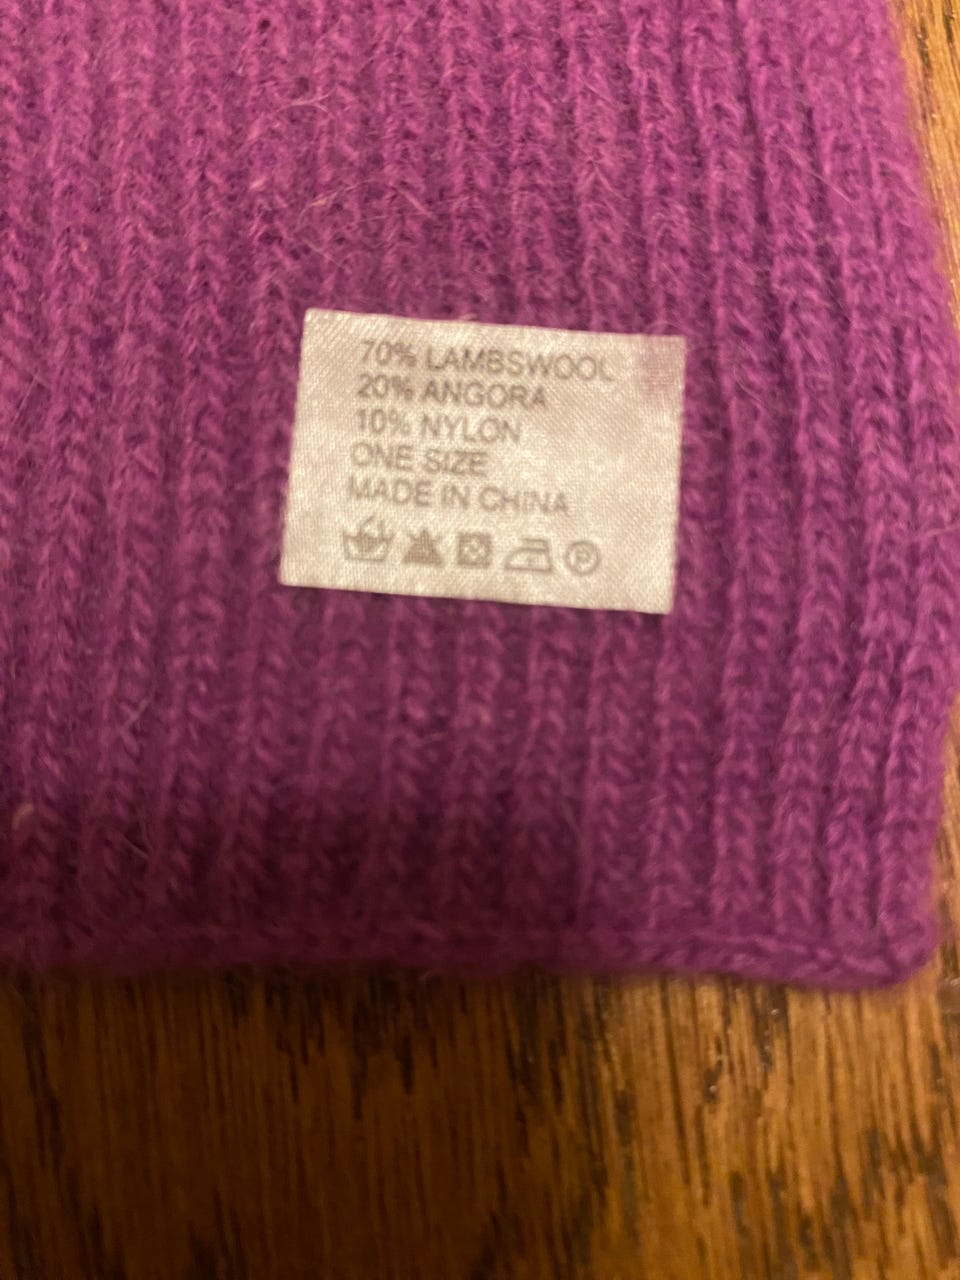 70% LAMBSWOOL
20% ANGORA
10% NYLON
ONE SIZE
MADE IN CHINA
P